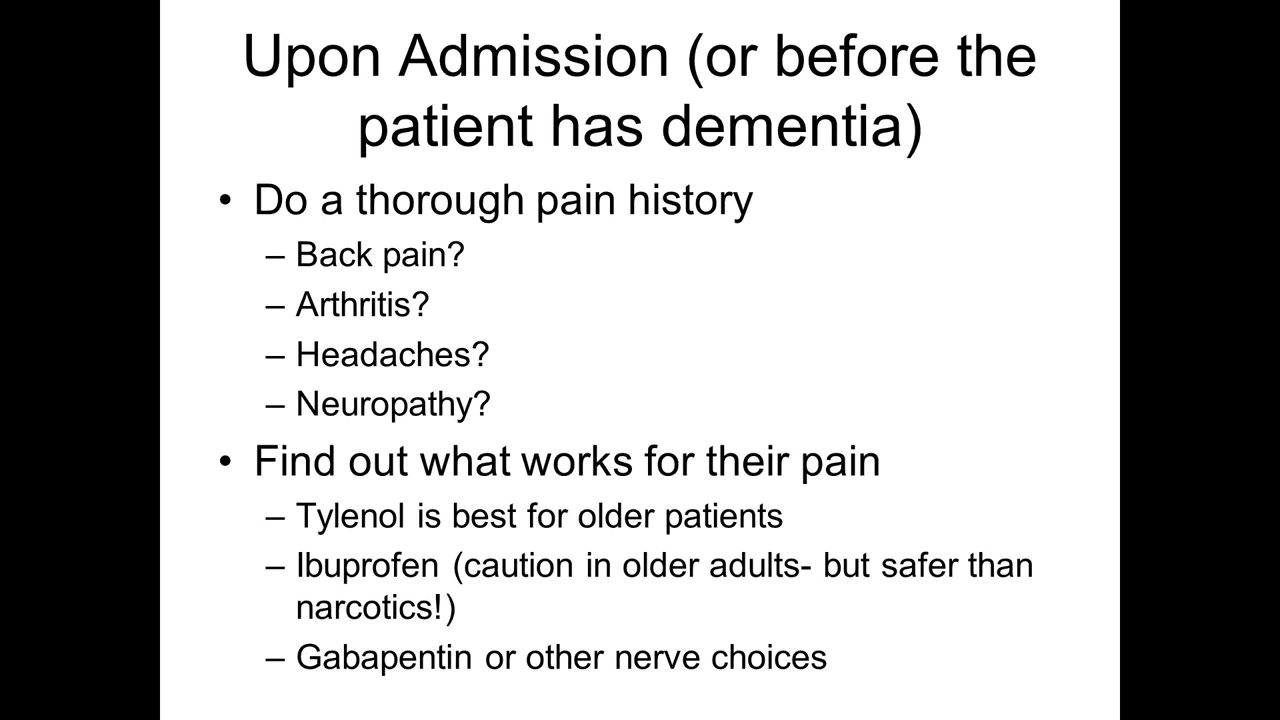 Upon Admission (or before the
patient has dementia)
• Do a thorough pain history
– Back pain?
– Arthritis?
– Headaches?
– Neuropathy?
• Find out what works for their pain
– Tylenol is best for older patients
– Ibuprofen (caution in older adults- but safer than
narcotics!)
– Gabapentin or other nerve choices